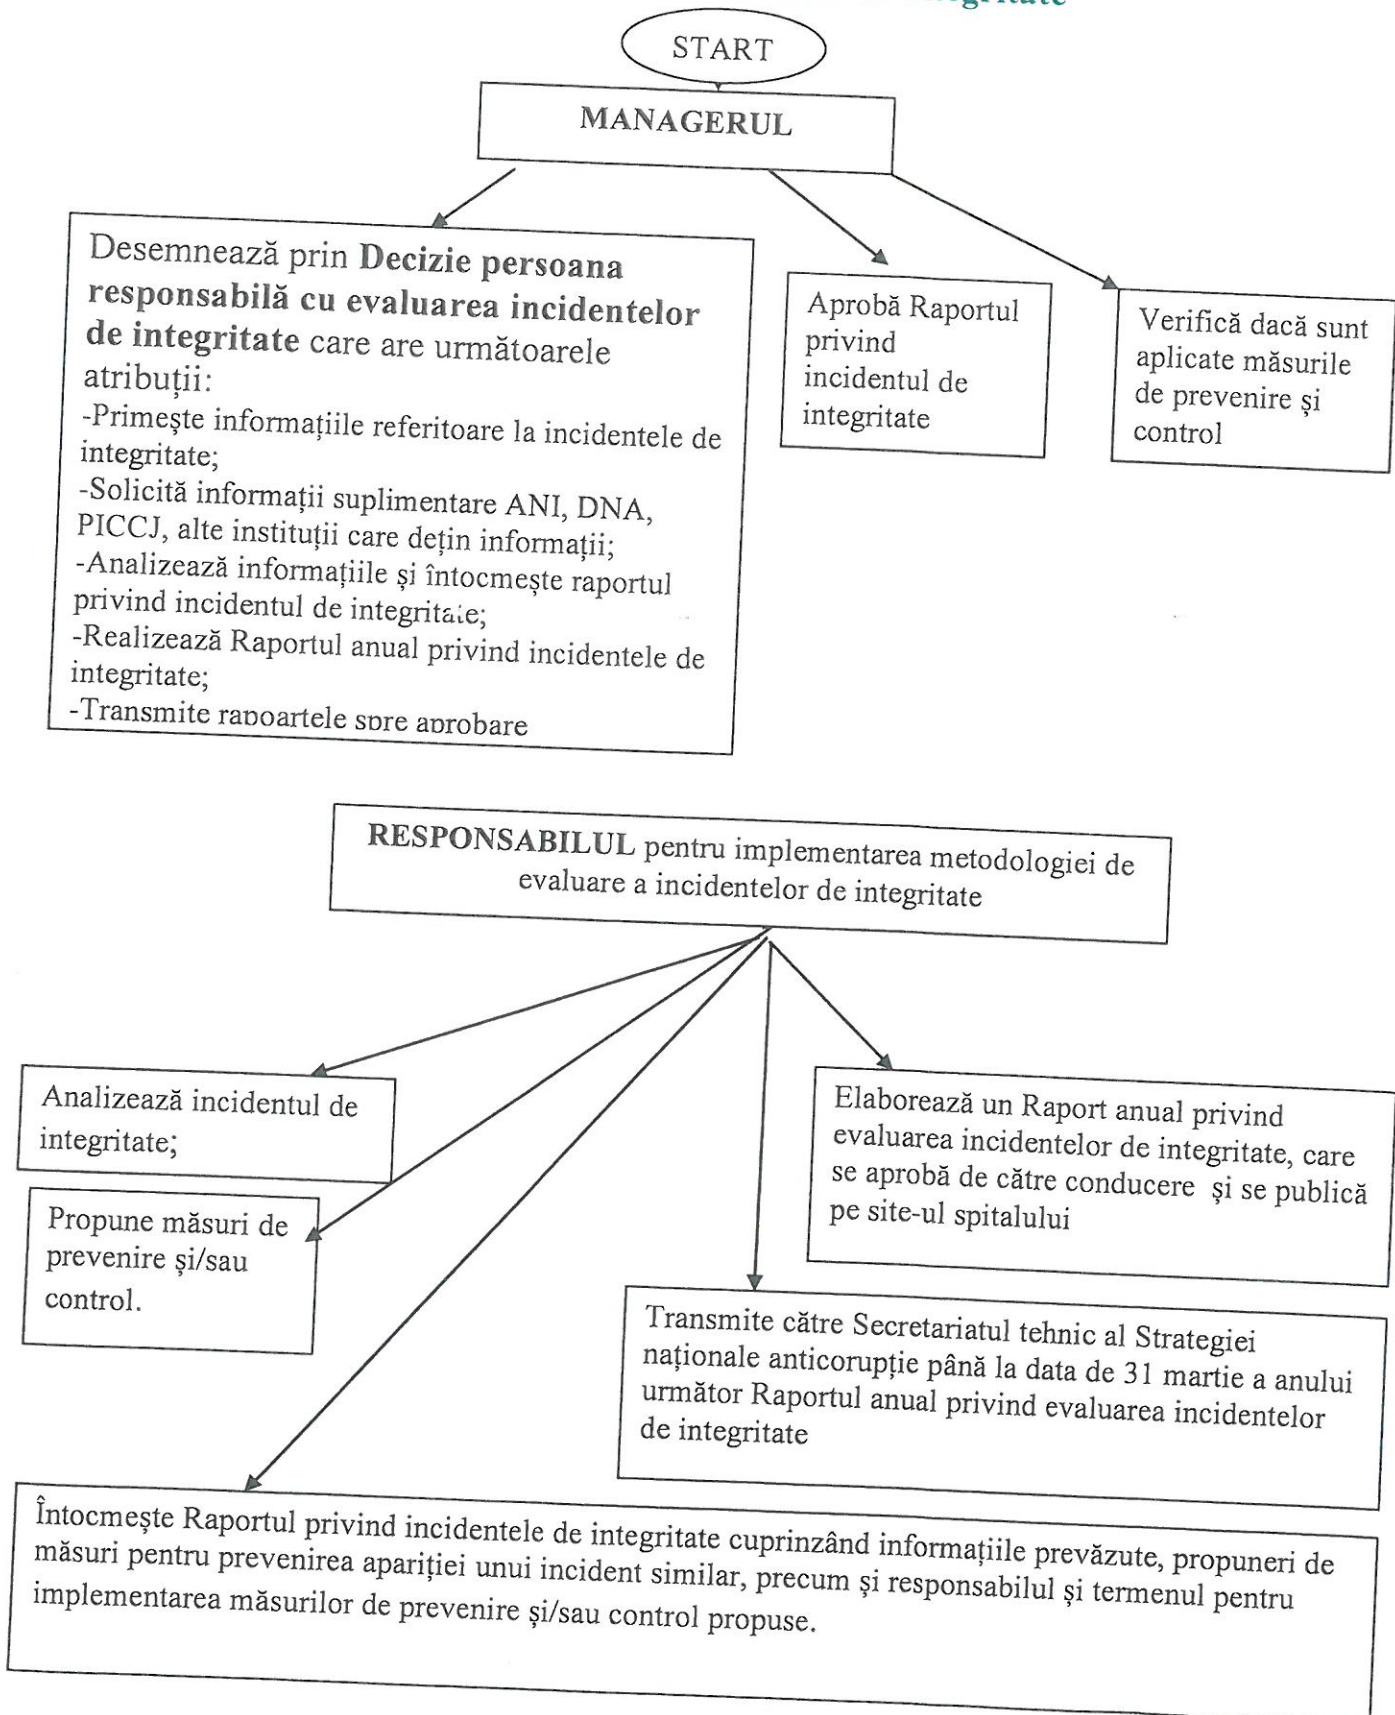 START
MANAGERUL
Desemnează prin Decizie persoana
responsabilă cu evaluarea incidentelor
de integritate care are următoarele
atribuții:
-Primește informațiile referitoare la incidentele de
integritate;
-Solicită informații suplimentare ANI, DNA,
PICCJ, alte instituții care dețin informații;
-Analizează informațiile și întocmește raportul
privind incidentul de integritate;
-Realizează Raportul anual privind incidentele de
integritate;
-Transmite rapoartele spre aprobare
Aprobă Raportul
privind
incidentul de
integritate
Verifică dacă sunt
aplicate măsurile
de prevenire și
control
RESPONSABILUL pentru implementarea metodologiei de
evaluare a incidentelor de integritate
Analizează incidentul de
integritate;
Propune măsuri de
prevenire și/sau
control.
Elaborează un Raport anual privind
evaluarea incidentelor de integritate, care
se aprobă de către conducere și se publică
pe site-ul spitalului
Transmite către Secretariatul tehnic al Strategiei
naționale anticorupție până la data de 31 martie a anului
următor Raportul anual privind evaluarea incidentelor
de integritate
Întocmește Raportul privind incidentele de integritate cuprinzând informațiile prevăzute, propuneri de
măsuri pentru prevenirea apariției unui incident similar, precum și responsabilul și termenul pentru
implementarea măsurilor de prevenire și/sau control propuse.